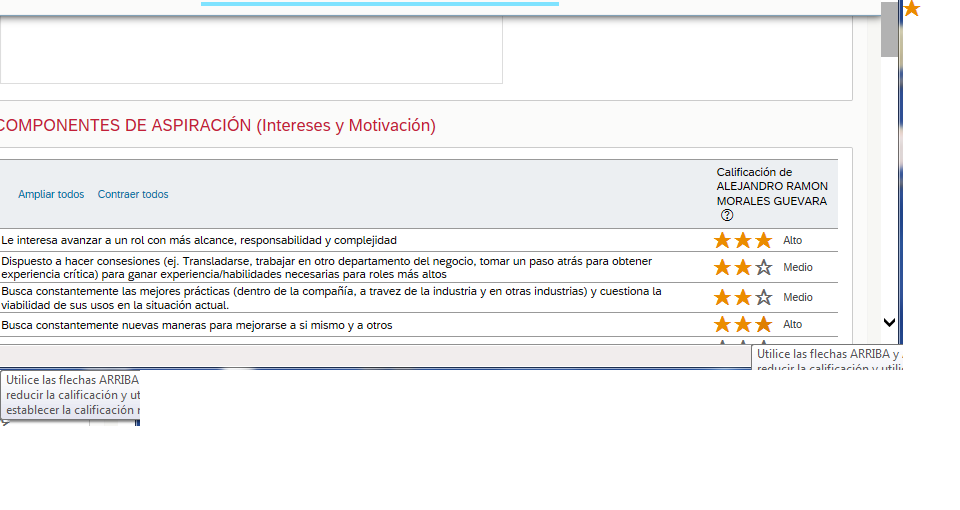 COMPONENTES DE ASPIRACIÓN (Intereses y Motivación)
Ampliar todos Contraer todos
Calificación de
ALEJANDRO RAMON
MORALES GUEVARA
?
Le interesa avanzar a un rol con más alcance, responsabilidad y complejidad Alto
Dispuesto a hacer consesiones (ej. Transladarse, trabajar en otro departamento del negocio, tomar un paso atrás para obtener
experiencia crítica) para ganar experiencia/habilidades necesarias para roles más altos Medio
Busca constantemente las mejores prácticas (dentro de la compañía, a travez de la industria y en otras industrias) y cuestiona la
viabilidad de sus usos en la situación actual. Medio
Busca constantemente nuevas maneras para mejorarse a si mismo y a otros Alto
Utilice las flechas ARRIBA y
reducir la calificación y utili
Utilice las flechas ARRIBA
reducir la calificación y ut
establecer la calificación